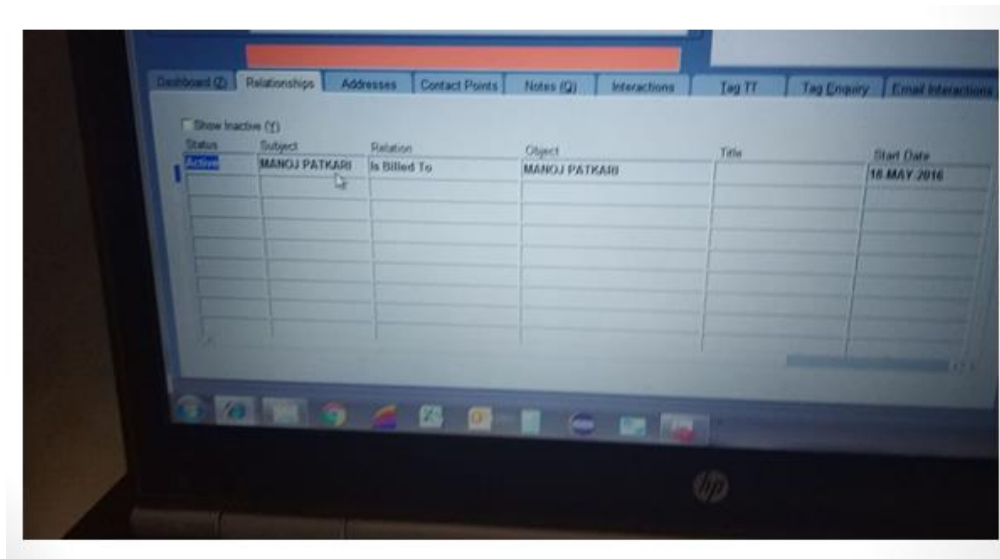 Dashboard (Z) Relationships Addresses Contact Points Notes (Q) Interactions Tag TT Tag Enquiry Email Interactions
Show Inactive (Y)
Status Subject Relation Object Title Start Date
Active MANOJ PATKARI Is Billed To MANOJ PATKARI 16 MAY 2016
hp